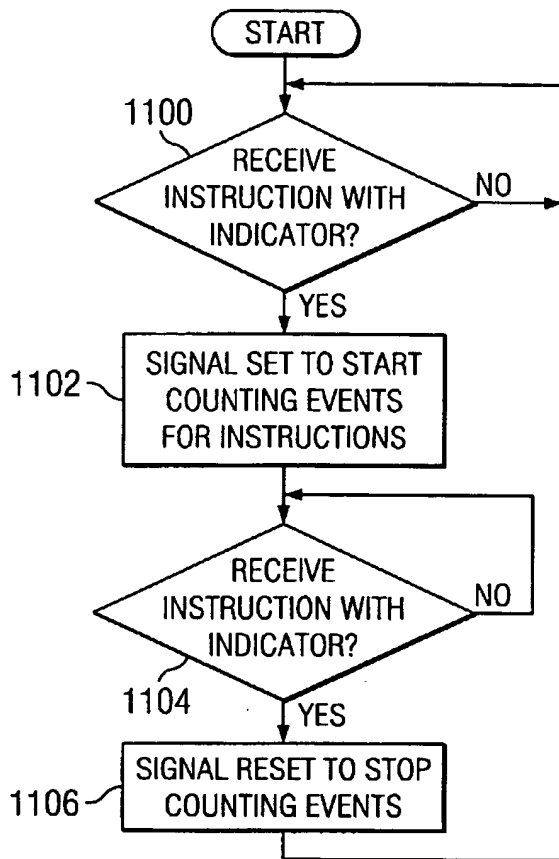 START
1100
RECEIVE
INSTRUCTION WITH
INDICATOR?
NO
YES
1102
SIGNAL SET TO START
COUNTING EVENTS
FOR INSTRUCTIONS
RECEIVE
INSTRUCTION WITH
INDICATOR?
NO
1104
YES
1106
SIGNAL RESET TO STOP
COUNTING EVENTS